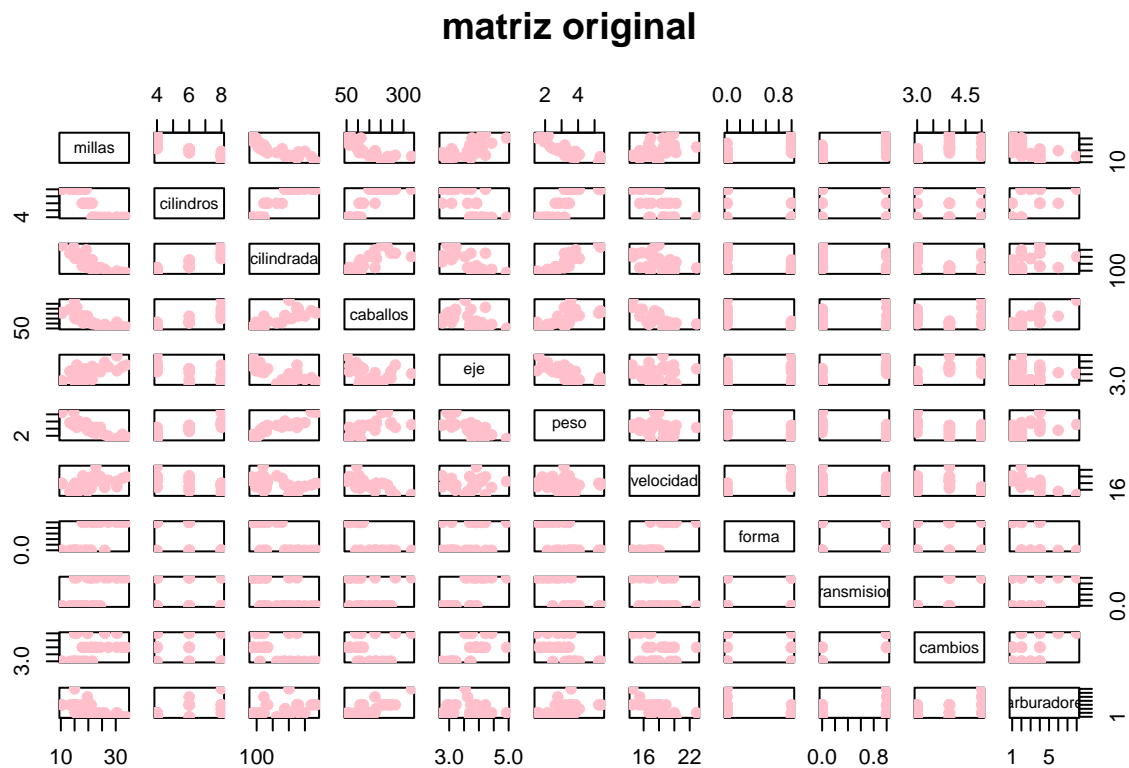 matriz original
4 6 8 50 300 2 4 0.0 0.8 3.0 4.5
millas 10
4 cilindros
cilindrada 100
50 caballos
eje 3.0
2 peso
velocidad 16
0.0 forma
ransmision 0.0
3.0 cambios
arburadore 1
10 20 30 100 3.0 5.0 16 22 0.0 0.8 1 5